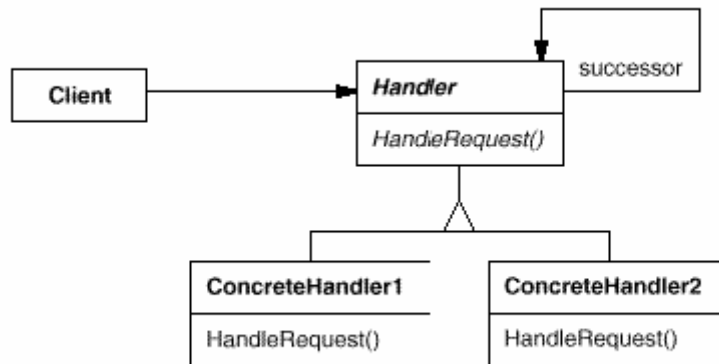 successor
Client
Handler
HandleRequest()
ConcreteHandler1
ConcreteHandler2
HandleRequest()
HandleRequest()